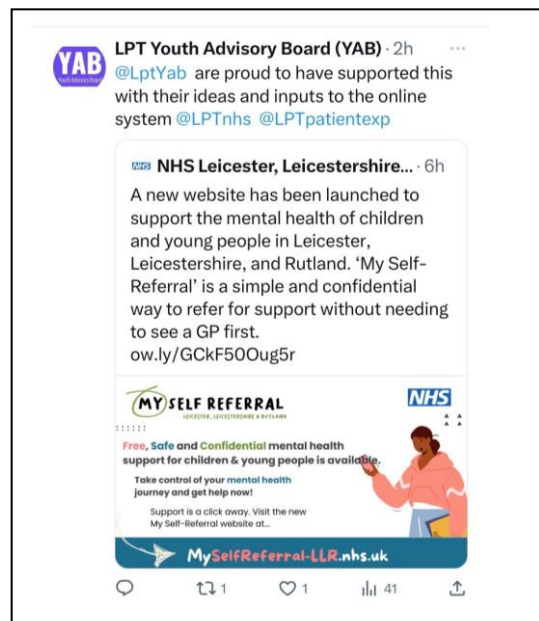 LPT Youth Advisory Board (YAB) · 2h
YAB
Youth Advisory Board
@LptYab are proud to have supported this
with their ideas and inputs to the online
system @LPTnhs @LPTpatientexp
NHS NHS Leicester, Leicestershire... · 6h
A new website has been launched to
support the mental health of children
and young people in Leicester,
Leicestershire, and Rutland. ‘My Self-
Referral’ is a simple and confidential
way to refer for support without needing
to see a GP first.
ow.ly/GCkF50Oug5r
MY SELF REFERRAL
LEICESTER, LEICESTERSHIRE & RUTLAND
NHS
Free, Safe and Confidential mental health
support for children & young people is available.
Take control of your mental health
journey and get help now!
Support is a click away. Visit the new
My Self-Referral website at...
MySelfReferral-LLR.nhs.uk
1 1 41